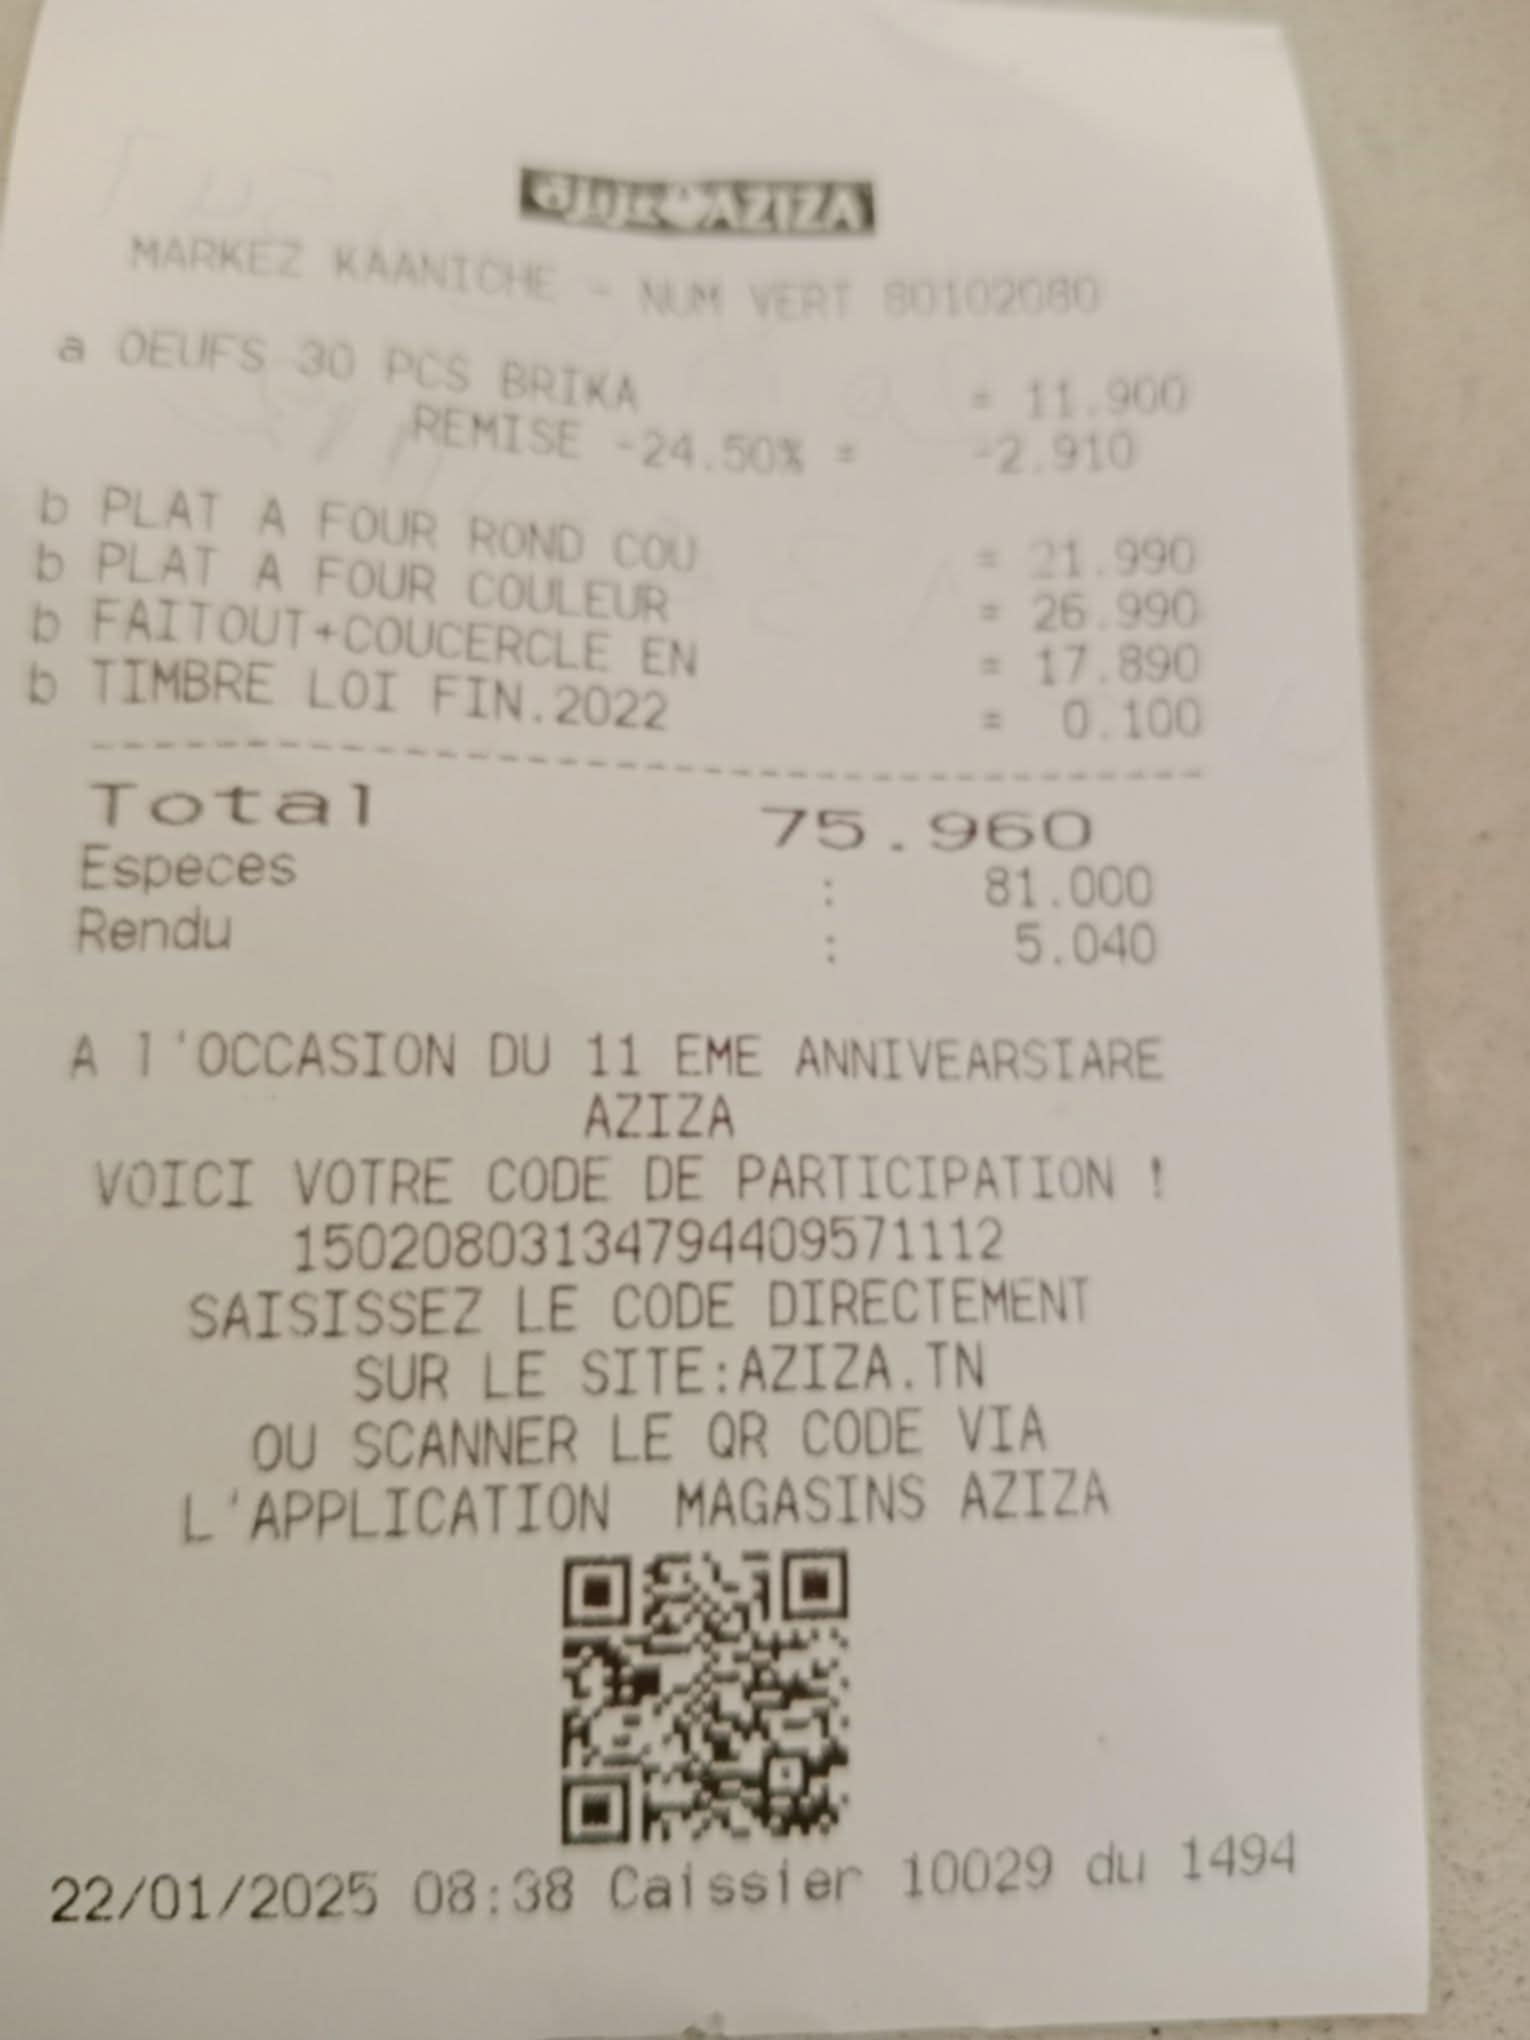 عزيزة AZIZA
MARKEZ KAANICHE - NUM VERT 80102080
a OEUFS 30 PCS BRIKA = 11.900
REMISE -24.50% = -2.910
b PLAT A FOUR ROND COU = 21.990
b PLAT A FOUR COULEUR = 26.990
b FAITOUT+COUCERCLE EN = 17.890
b TIMBRE LOI FIN.2022 = 0.100
Total 75.960
Especes : 81.000
Rendu : 5.040
A l'OCCASION DU 11 EME ANNIVEARSIARE
AZIZA
VOICI VOTRE CODE DE PARTICIPATION !
15020803134794409571112
SAISISSEZ LE CODE DIRECTEMENT
SUR LE SITE:AZIZA.TN
OU SCANNER LE QR CODE VIA
L'APPLICATION MAGASINS AZIZA
22/01/2025 08:38 Caissier 10029 du 1494